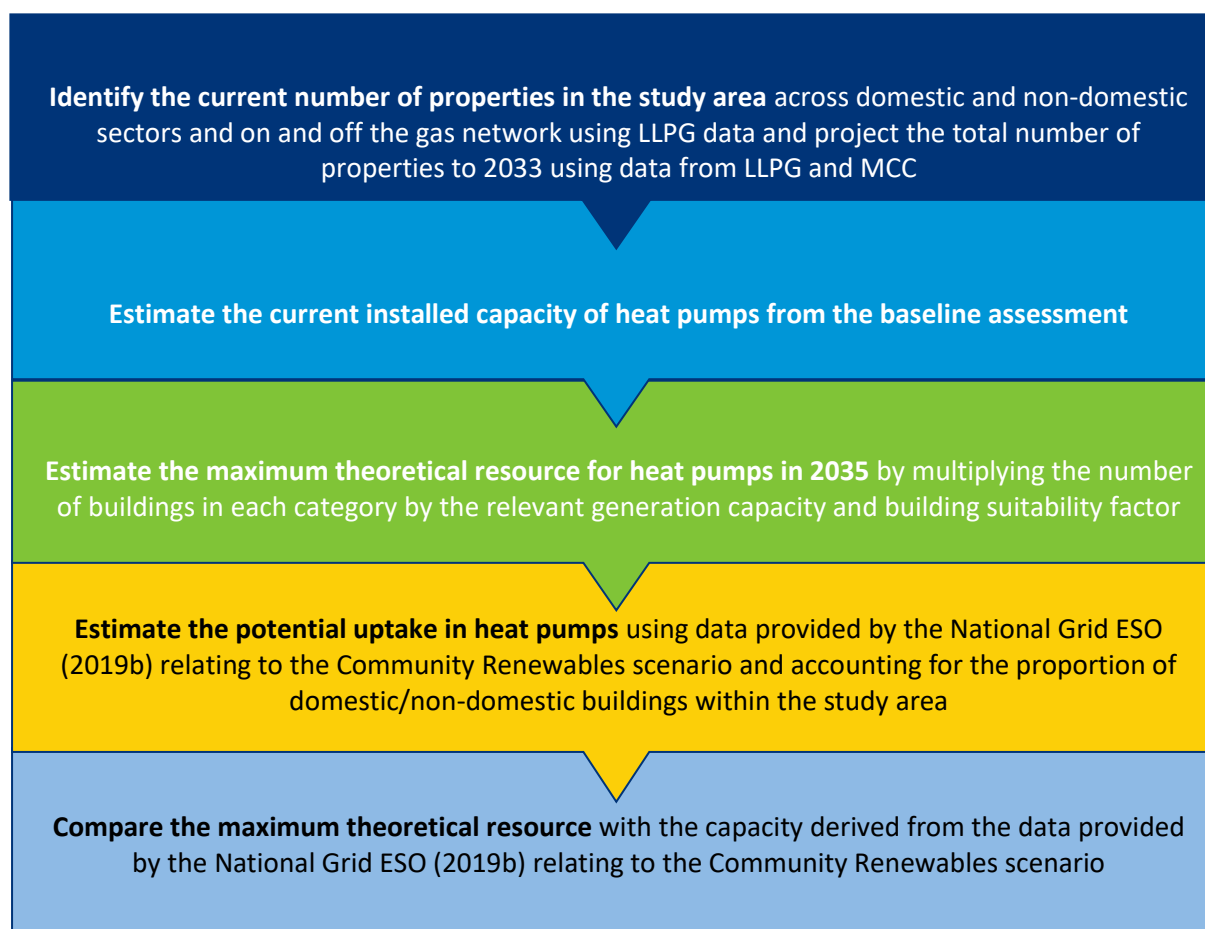 Identify the current number of properties in the study area across domestic and non-domestic
sectors and on and off the gas network using LLPG data and project the total number of
properties to 2033 using data from LLPG and MCC
Estimate the current installed capacity of heat pumps from the baseline assessment
Estimate the maximum theoretical resource for heat pumps in 2035 by multiplying the number
of buildings in each category by the relevant generation capacity and building suitability factor
Estimate the potential uptake in heat pumps using data provided by the National Grid ESO
(2019b) relating to the Community Renewables scenario and accounting for the proportion of
domestic/non-domestic buildings within the study area
Compare the maximum theoretical resource with the capacity derived from the data provided
by the National Grid ESO (2019b) relating to the Community Renewables scenario